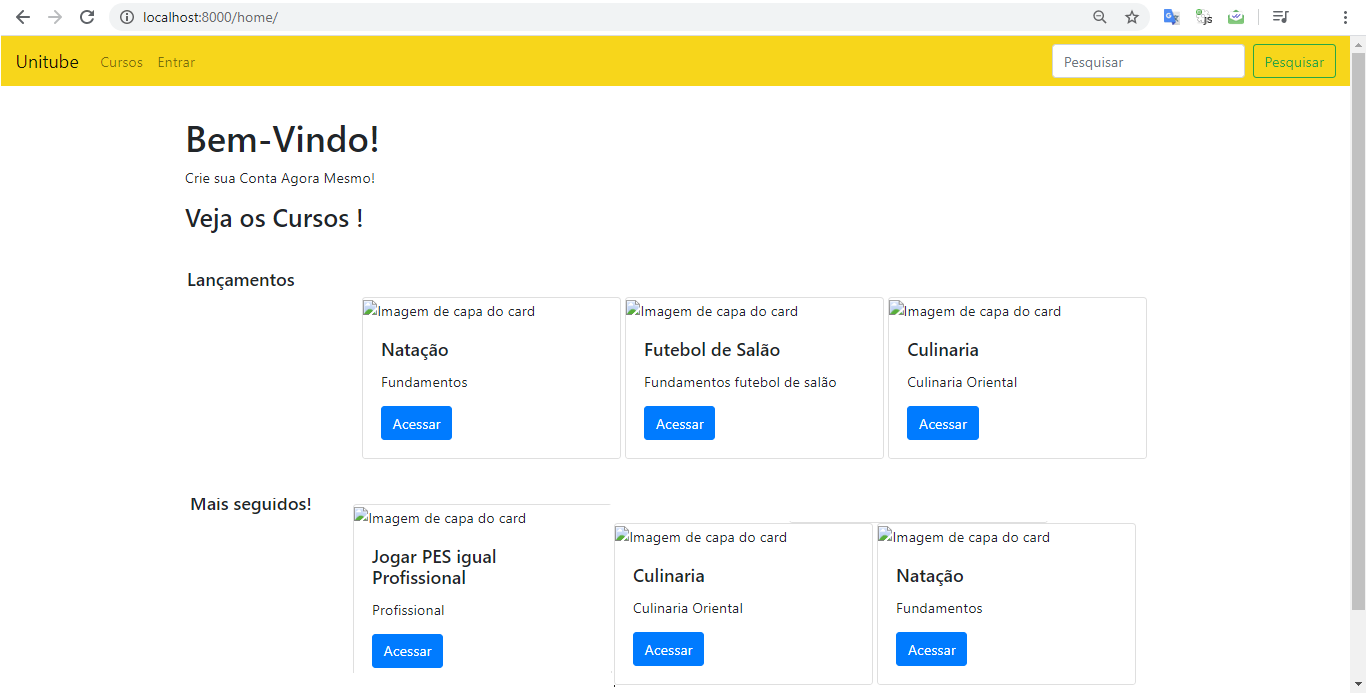 localhost:8000/home/
Unitube Cursos Entrar Pesquisar Pesquisar
Bem-Vindo!
Crie sua Conta Agora Mesmo!
Veja os Cursos !
Lançamentos
Imagem de capa do card
Natação
Fundamentos
Acessar
Imagem de capa do card
Futebol de Salão
Fundamentos futebol de salão
Acessar
Imagem de capa do card
Culinaria
Culinaria Oriental
Acessar
Mais seguidos!
Imagem de capa do card
Jogar PES igual
Profissional
Profissional
Acessar
Imagem de capa do card
Culinaria
Culinaria Oriental
Acessar
Imagem de capa do card
Natação
Fundamentos
Acessar